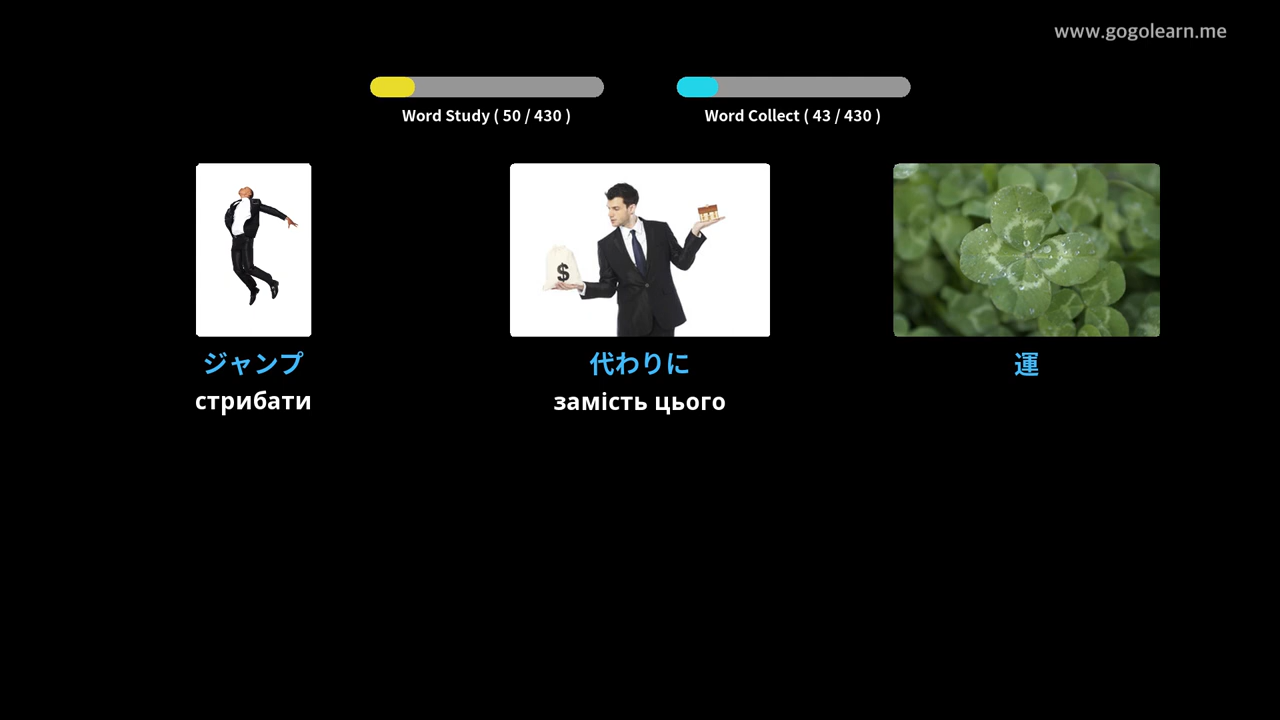 www.gogolearn.me
Word Study ( 50 / 430 )
Word Collect ( 43 / 430 )
$
ジャンプ
стрибати
代わりに
замість цього
運